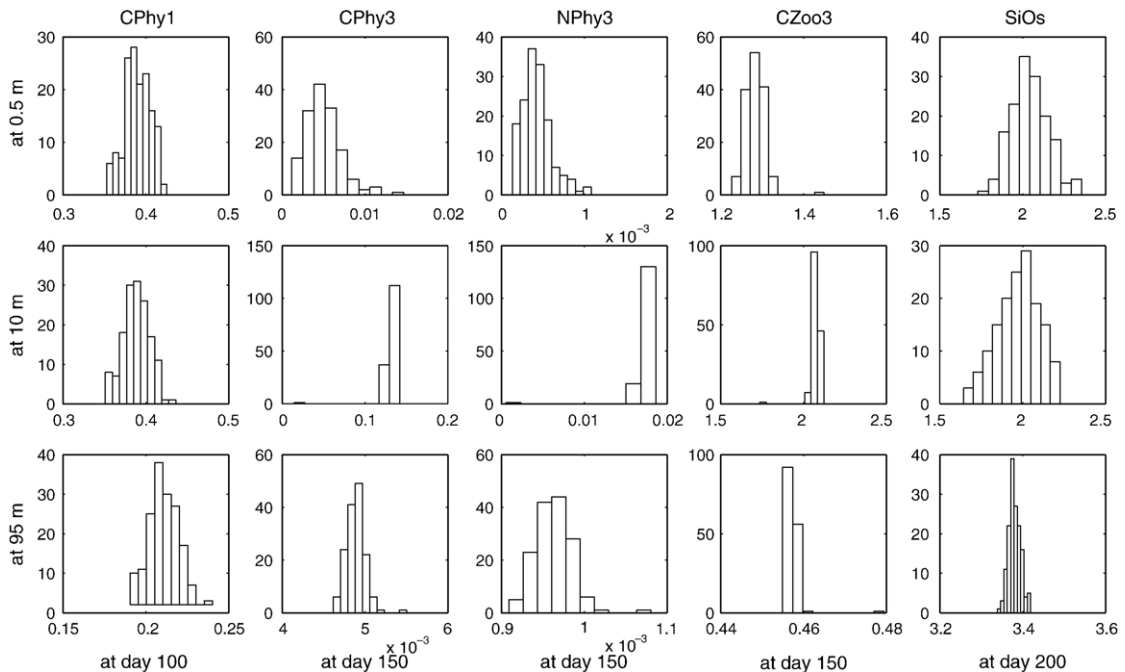 CPhy1 CPhy3 NPhy3 CZoo3 SiOs
30 60 40 60 40
20 40 30 40 30
10 20 20 20 20
10 10
0 0 0 0 0
0.3 0.4 0.5 0 0.01 0.02 0 1 2 1.2 1.4 1.6 1.5 2 2.5
x 10⁻³
at 0.5 m
40 150 150 100 30
30 100 100 20
20 50 50 50 10
10
0 0 0 0 0
0.3 0.4 0.5 0 0.1 0.2 0 0.01 0.02 1.5 2 2.5 1.5 2 2.5
at 10 m
40 60 60 100 40
30 40 40 30
20 20 20 50 20
10 10
0 0 0 0 0
0.15 0.2 0.25 4 5 6 0.9 1 1.1 0.44 0.46 0.48 3.2 3.4 3.6
x 10⁻³ x 10⁻³
at 95 m
at day 100 at day 150 at day 150 at day 150 at day 200